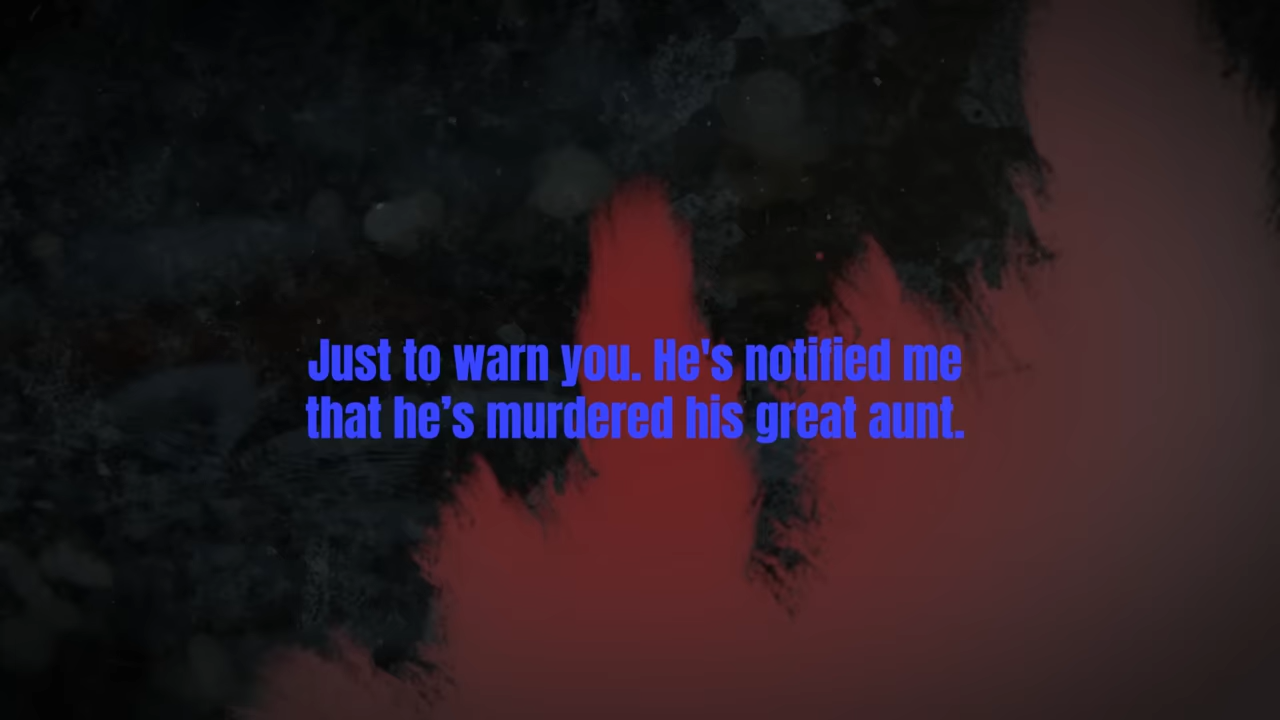 Just to warn you. He's notified me
that he’s murdered his great aunt.